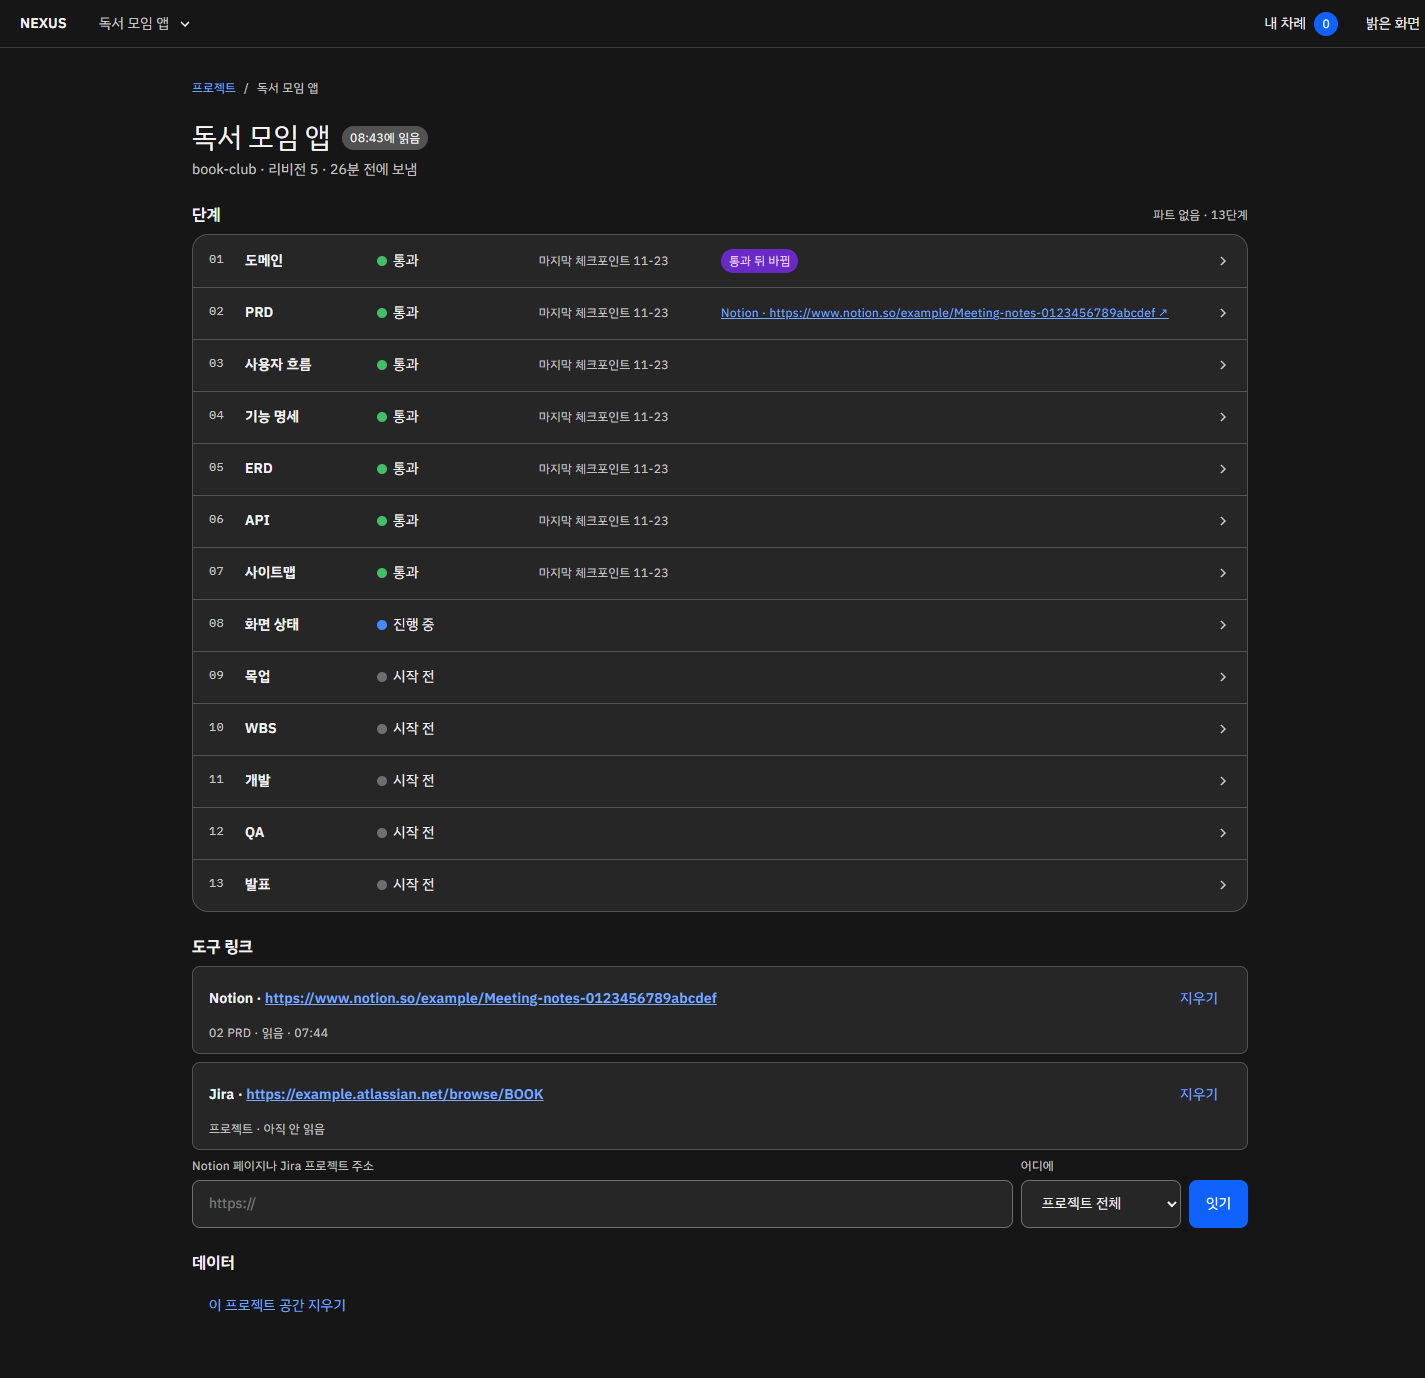 NEXUS 독서 모임 앱 내 차례 0 밝은 화면
프로젝트 / 독서 모임 앱
독서 모임 앱 08:43에 읽음
book-club · 리비전 5 · 26분 전에 보냄
단계 파트 없음 · 13단계
01 도메인 통과 마지막 체크포인트 11-23 통과 뒤 바뀜
02 PRD 통과 마지막 체크포인트 11-23 Notion · https://www.notion.so/example/Meeting-notes-0123456789abcdef ↗
03 사용자 흐름 통과 마지막 체크포인트 11-23
04 기능 명세 통과 마지막 체크포인트 11-23
05 ERD 통과 마지막 체크포인트 11-23
06 API 통과 마지막 체크포인트 11-23
07 사이트맵 통과 마지막 체크포인트 11-23
08 화면 상태 진행 중
09 목업 시작 전
10 WBS 시작 전
11 개발 시작 전
12 QA 시작 전
13 발표 시작 전
도구 링크
Notion · https://www.notion.so/example/Meeting-notes-0123456789abcdef 지우기
02 PRD · 읽음 · 07:44
Jira · https://example.atlassian.net/browse/BOOK 지우기
프로젝트 · 아직 안 읽음
Notion 페이지나 Jira 프로젝트 주소 어디에
https:// 프로젝트 전체 잇기
데이터
이 프로젝트 공간 지우기